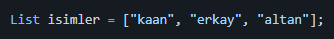 List isimler = ["kaan", "erkay", "altan"];